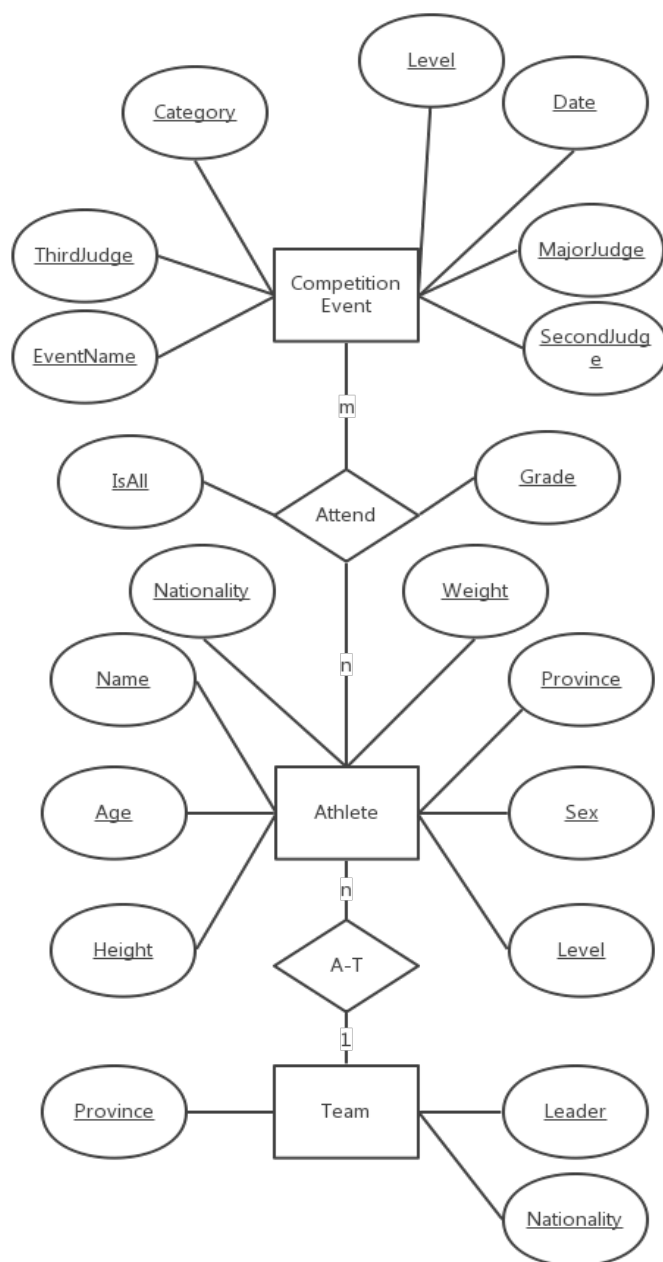 Level
Category
Date
ThirdJudge
Competition
Event
MajorJudge
EventName
SecondJudg
e
m
IsAll
Attend
Grade
Nationality
Weight
n
Name
Province
Age
Athlete
Sex
n
Height
A-T
Level
1
Province
Team
Leader
Nationality